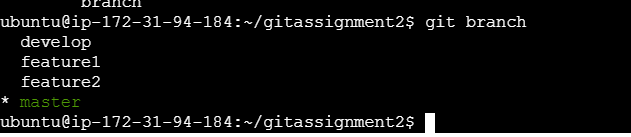 branch
ubuntu@ip-172-31-94-184:~/gitassignment2$ git branch
  develop
  feature1
  feature2
* master
ubuntu@ip-172-31-94-184:~/gitassignment2$